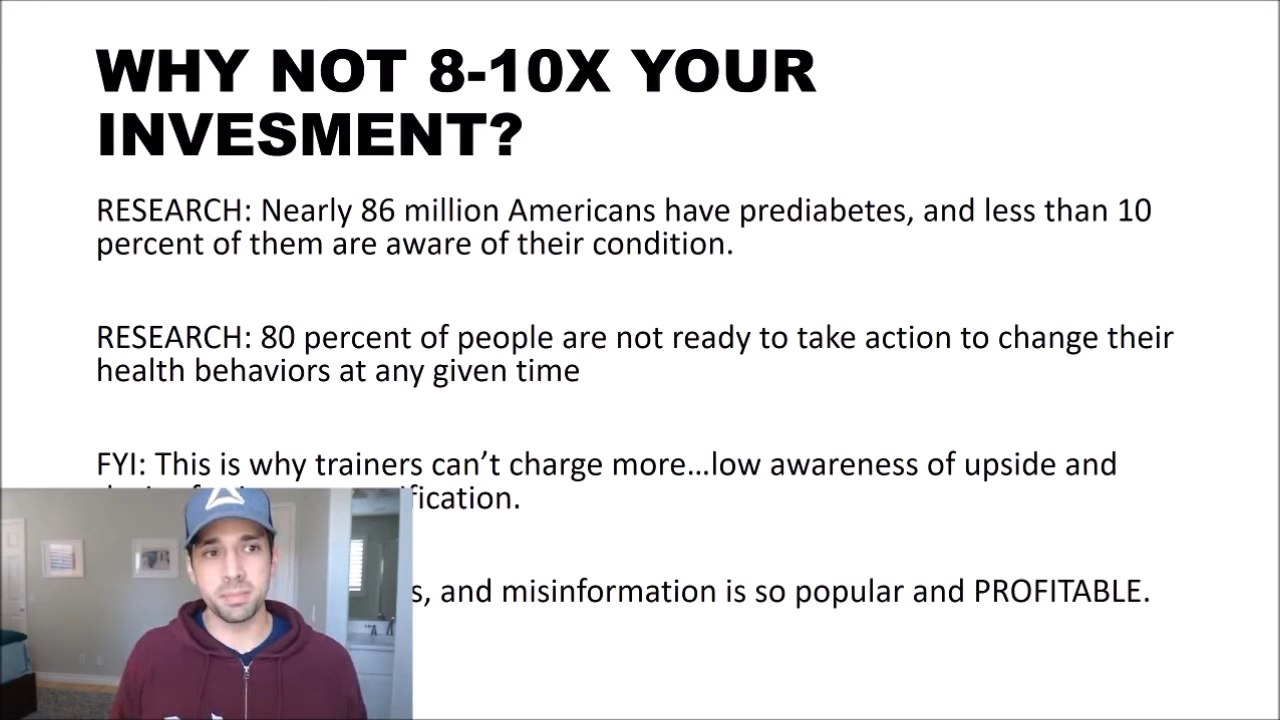 WHY NOT 8-10X YOUR
INVESMENT?
RESEARCH: Nearly 86 million Americans have prediabetes, and less than 10
percent of them are aware of their condition.
RESEARCH: 80 percent of people are not ready to take action to change their
health behaviors at any given time
FYI: This is why trainers can’t charge more…low awareness of upside and
and misinformation is so popular and PROFITABLE.